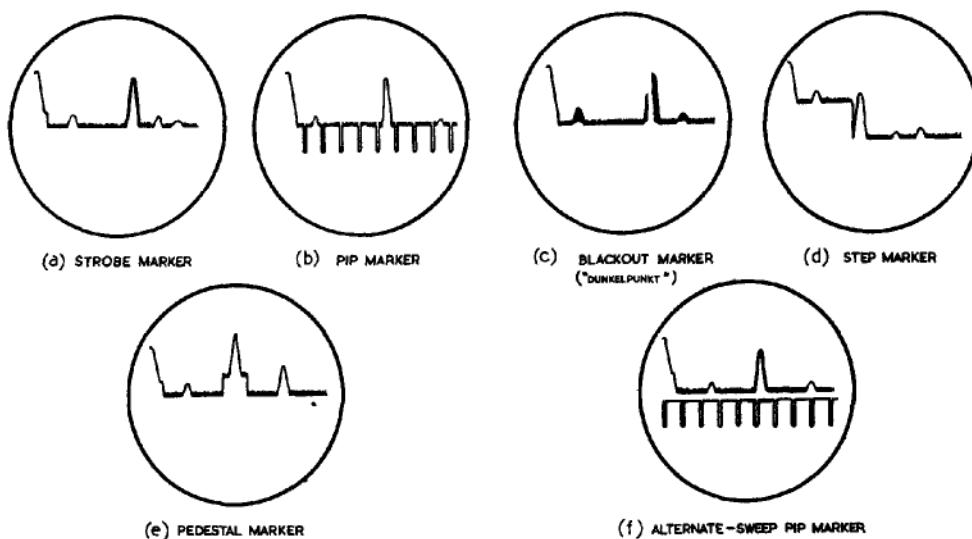 (a) STROBE MARKER
(b) PIP MARKER
(c) BLACKOUT MARKER
("DUNKELPUNKT")
(d) STEP MARKER
(e) PEDESTAL MARKER
(f) ALTERNATE-SWEEP PIP MARKER